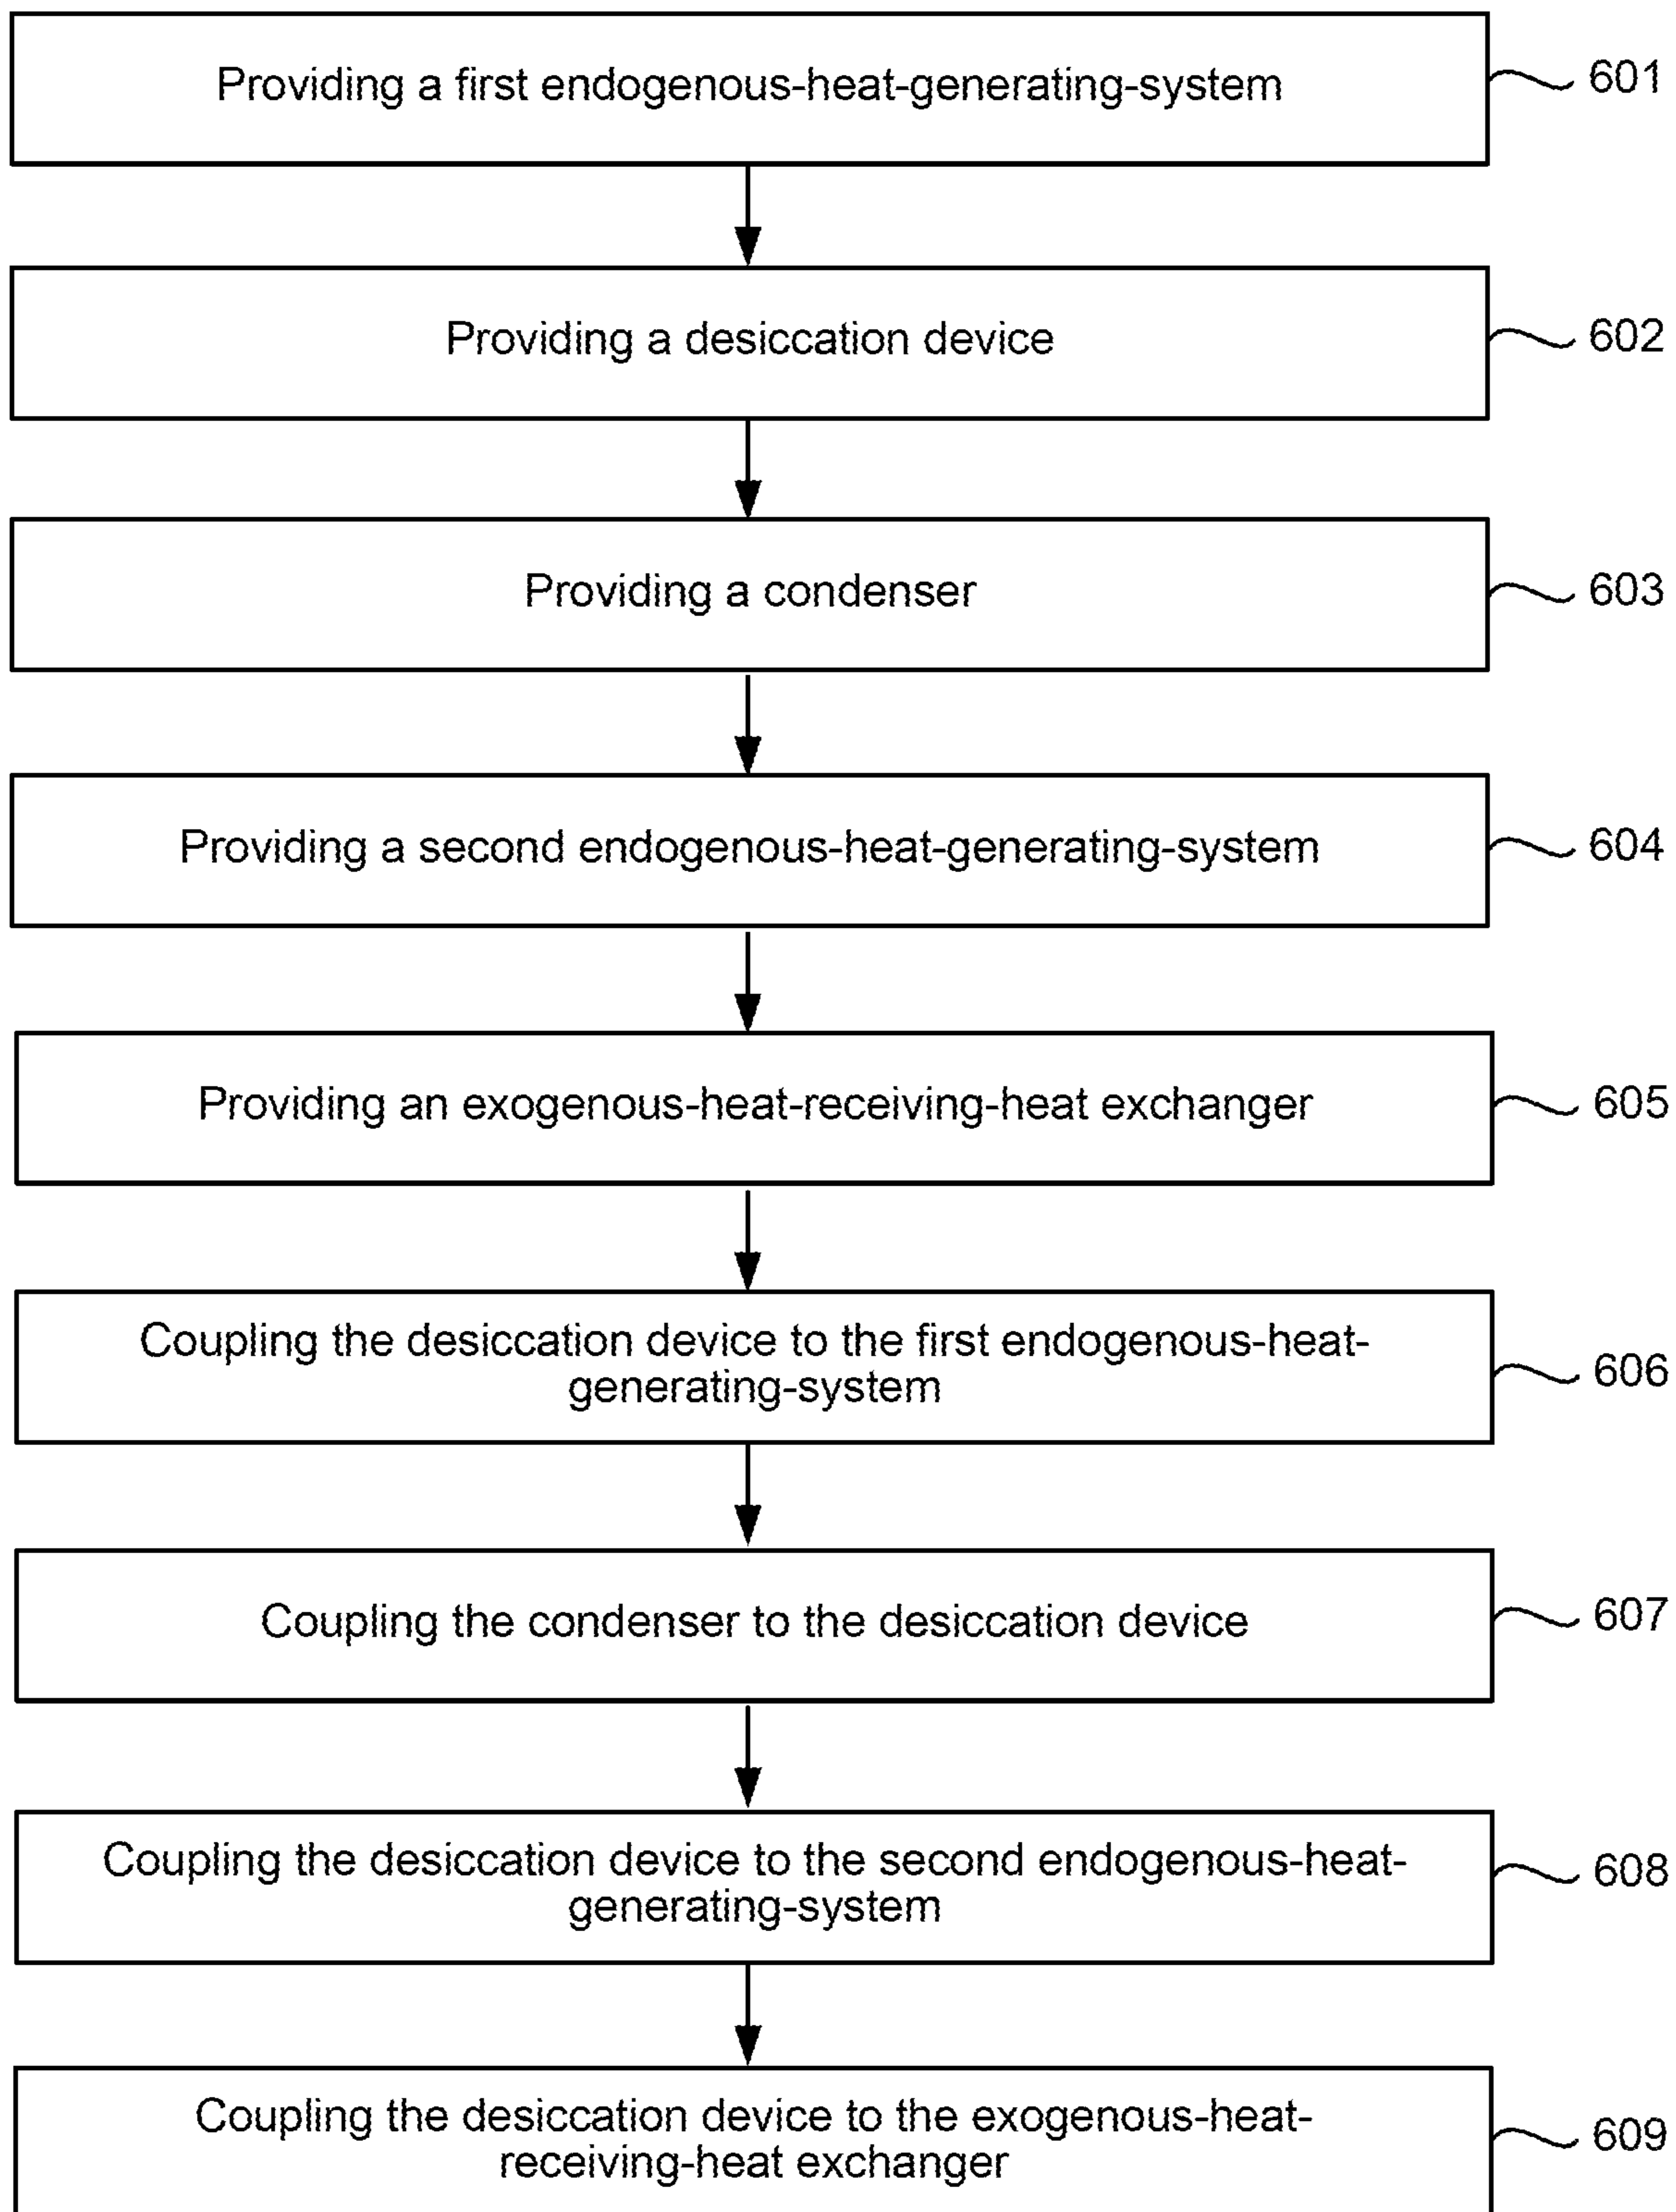 Providing a first endogenous-heat-generating-system
601
Providing a desiccation device
602
Providing a condenser
603
Providing a second endogenous-heat-generating-system
604
Providing an exogenous-heat-receiving-heat exchanger
605
Coupling the desiccation device to the first endogenous-heat-
generating-system
606
Coupling the condenser to the desiccation device
607
Coupling the desiccation device to the second endogenous-heat-
generating-system
608
Coupling the desiccation device to the exogenous-heat-
receiving-heat exchanger
609